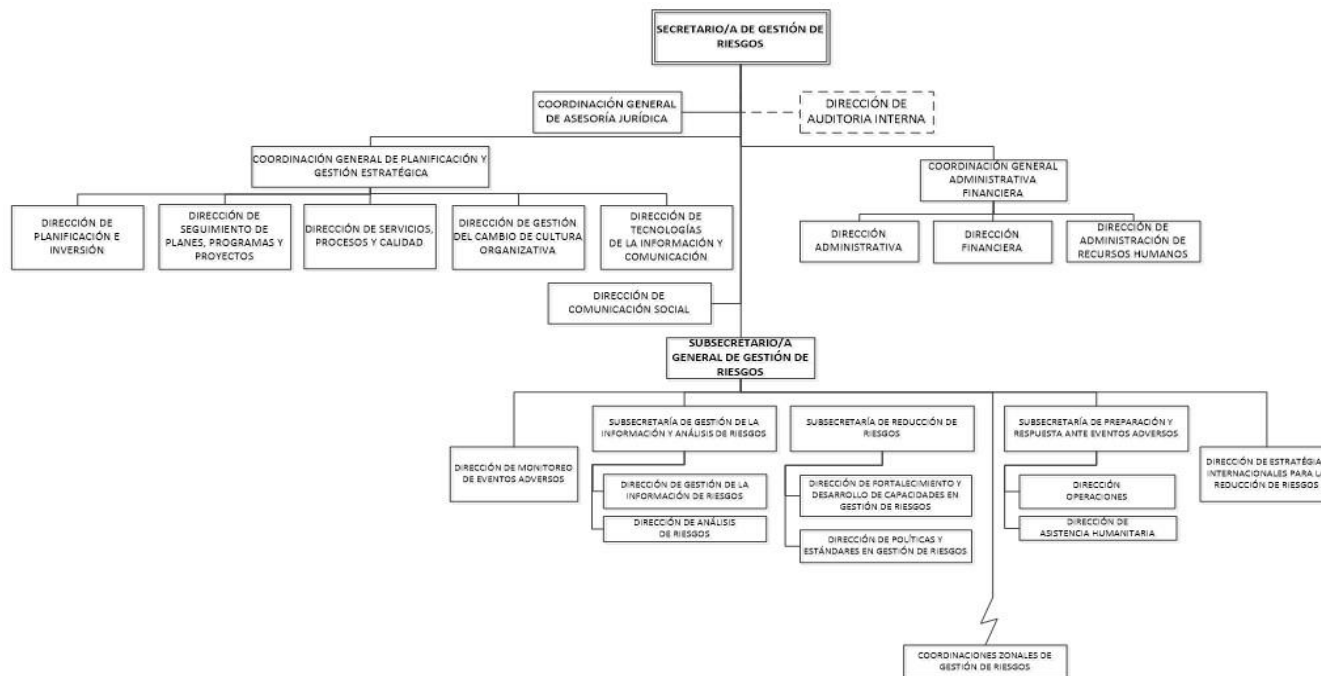 SECRETARIO/A DE GESTIÓN DE
RIESGOS
COORDINACIÓN GENERAL
DE ASESORÍA JURÍDICA
DIRECCIÓN DE
AUDITORIA INTERNA
COORDINACIÓN GENERAL DE PLANIFICACIÓN Y
GESTIÓN ESTRATÉGICA
COORDINACIÓN GENERAL
ADMINISTRATIVA
FINANCIERA
DIRECCIÓN DE
PLANIFICACIÓN E
INVERSIÓN
DIRECCIÓN DE
SEGUIMIENTO DE
PLANES, PROGRAMAS Y
PROYECTOS
DIRECCIÓN DE SERVICIOS,
PROCESOS Y CALIDAD
DIRECCIÓN DE GESTIÓN
DEL CAMBIO DE CULTURA
ORGANIZATIVA
DIRECCIÓN DE
TECNOLOGÍAS
DE LA INFORMACIÓN Y
COMUNICACIÓN
DIRECCIÓN
ADMINISTRATIVA
DIRECCIÓN
FINANCIERA
DIRECCIÓN DE
ADMINISTRACIÓN DE
RECURSOS HUMANOS
DIRECCIÓN DE
COMUNICACIÓN SOCIAL
SUBSECRETARIO/A
GENERAL DE GESTIÓN DE
RIESGOS
DIRECCIÓN DE MONITOREO
DE EVENTOS ADVERSOS
SUBSECRETARÍA DE GESTIÓN DE LA
INFORMACIÓN Y ANÁLISIS DE RIESGOS
DIRECCIÓN DE GESTIÓN DE LA
INFORMACIÓN DE RIESGOS
DIRECCIÓN DE ANÁLISIS
DE RIESGOS
SUBSECRETARÍA DE REDUCCIÓN DE
RIESGOS
DIRECCIÓN DE FORTALECIMIENTO Y
DESARROLLO DE CAPACIDADES EN
GESTIÓN DE RIESGOS
DIRECCIÓN DE POLÍTICAS Y
ESTÁNDARES EN GESTIÓN DE RIESGOS
SUBSECRETARÍA DE PREPARACIÓN Y
RESPUESTA ANTE EVENTOS ADVERSOS
DIRECCIÓN
OPERACIONES
DIRECCIÓN DE
ASISTENCIA HUMANITARIA
DIRECCIÓN DE ESTRATÉGIA
INTERNACIONALES PARA LA
REDUCCIÓN DE RIESGOS
COORDINACIONES ZONALES DE
GESTIÓN DE RIESGOS